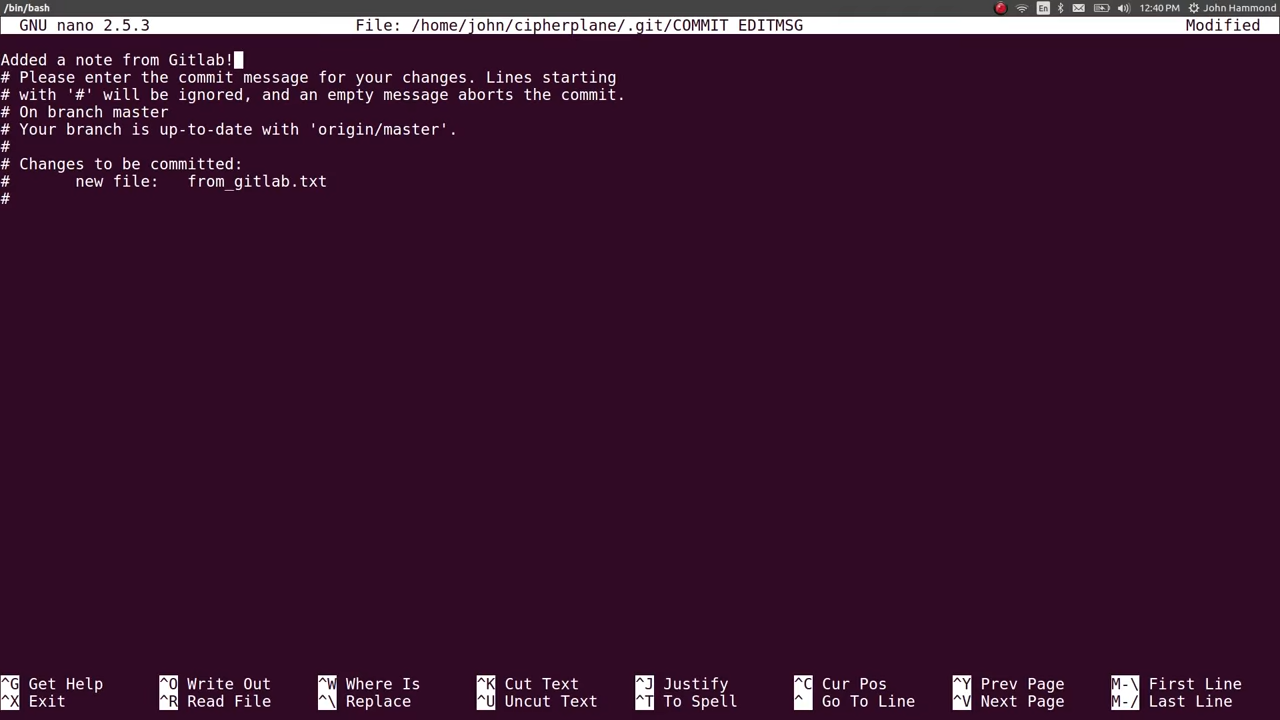 /bin/bash
En 12:40 PM John Hammond
GNU nano 2.5.3 File: /home/john/cipherplane/.git/COMMIT EDITMSG Modified
Added a note from Gitlab!
# Please enter the commit message for your changes. Lines starting
# with '#' will be ignored, and an empty message aborts the commit.
# On branch master
# Your branch is up-to-date with 'origin/master'.
#
# Changes to be committed:
#       new file:   from_gitlab.txt
#
^G Get Help ^O Write Out ^W Where Is ^K Cut Text ^J Justify ^C Cur Pos ^Y Prev Page M-\ First Line
^X Exit ^R Read File ^\ Replace ^U Uncut Text ^T To Spell ^ Go To Line ^V Next Page M-/ Last Line